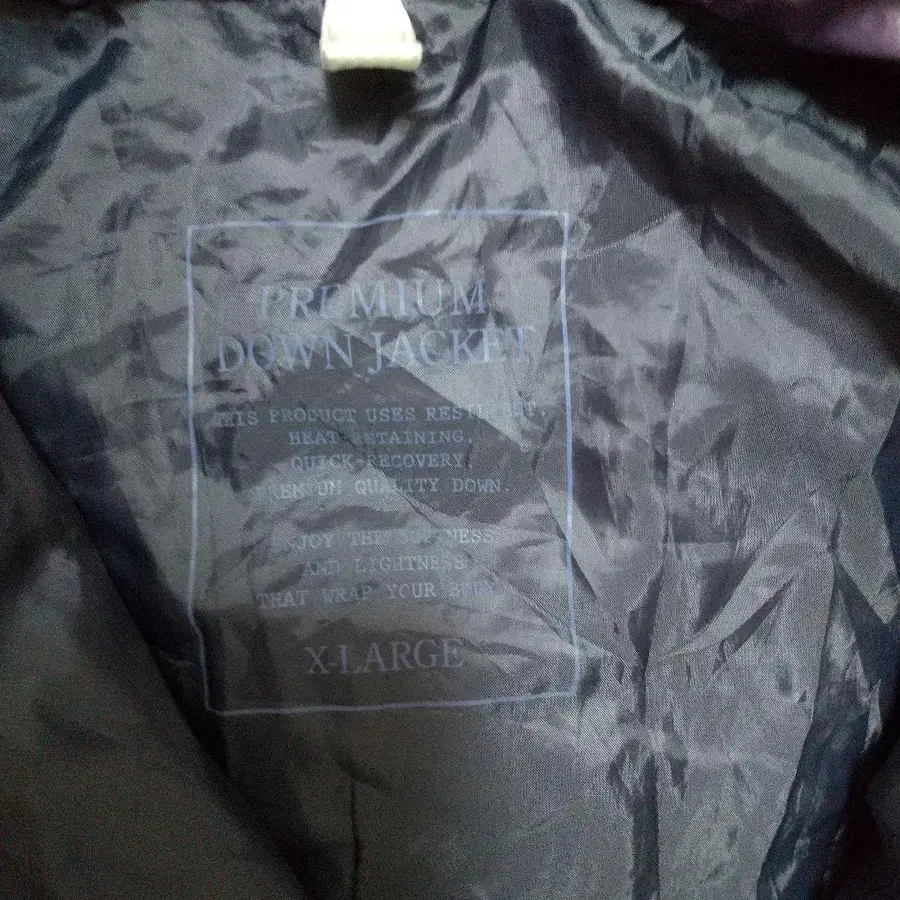 PREMIUM
DOWN JACKET
THIS PRODUCT USES RESILIENT,
HEAT-RETAINING,
QUICK-RECOVERY,
PREMIUM QUALITY DOWN.
ENJOY THE SOFTNESS
AND LIGHTNESS
THAT WRAP YOUR BODY.
X-LARGE